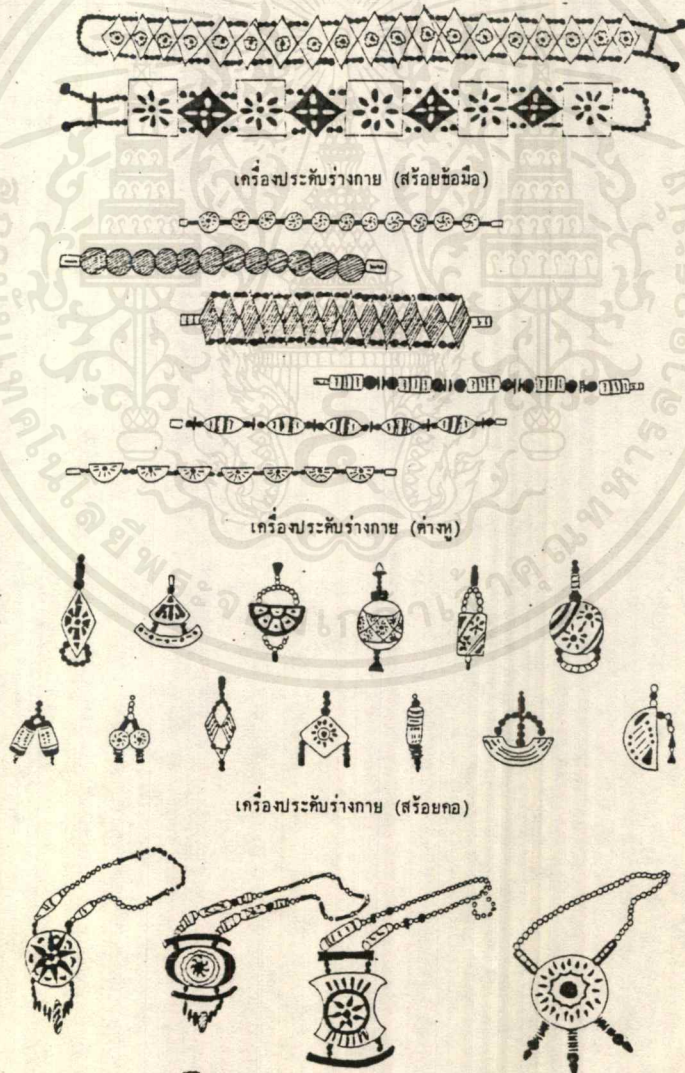 เครื่องประดับร่างกาย (สร้อยข้อมือ)
เครื่องประดับร่างกาย (ต่างหู)
เครื่องประดับร่างกาย (สร้อยคอ)